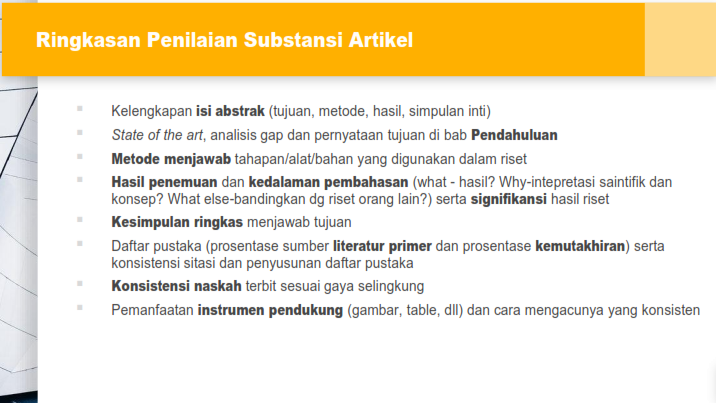 Ringkasan Penilaian Substansi Artikel
Kelengkapan isi abstrak (tujuan, metode, hasil, simpulan inti)
State of the art, analisis gap dan pernyataan tujuan di bab Pendahuluan
Metode menjawab tahapan/alat/bahan yang digunakan dalam riset
Hasil penemuan dan kedalaman pembahasan (what - hasil? Why-intepretasi saintifik dan
konsep? What else-bandingkan dg riset orang lain?) serta signifikansi hasil riset
Kesimpulan ringkas menjawab tujuan
Daftar pustaka (prosentase sumber literatur primer dan prosentase kemutakhiran) serta
konsistensi sitasi dan penyusunan daftar pustaka
Konsistensi naskah terbit sesuai gaya selingkung
Pemanfaatan instrumen pendukung (gambar, table, dll) dan cara mengacunya yang konsisten